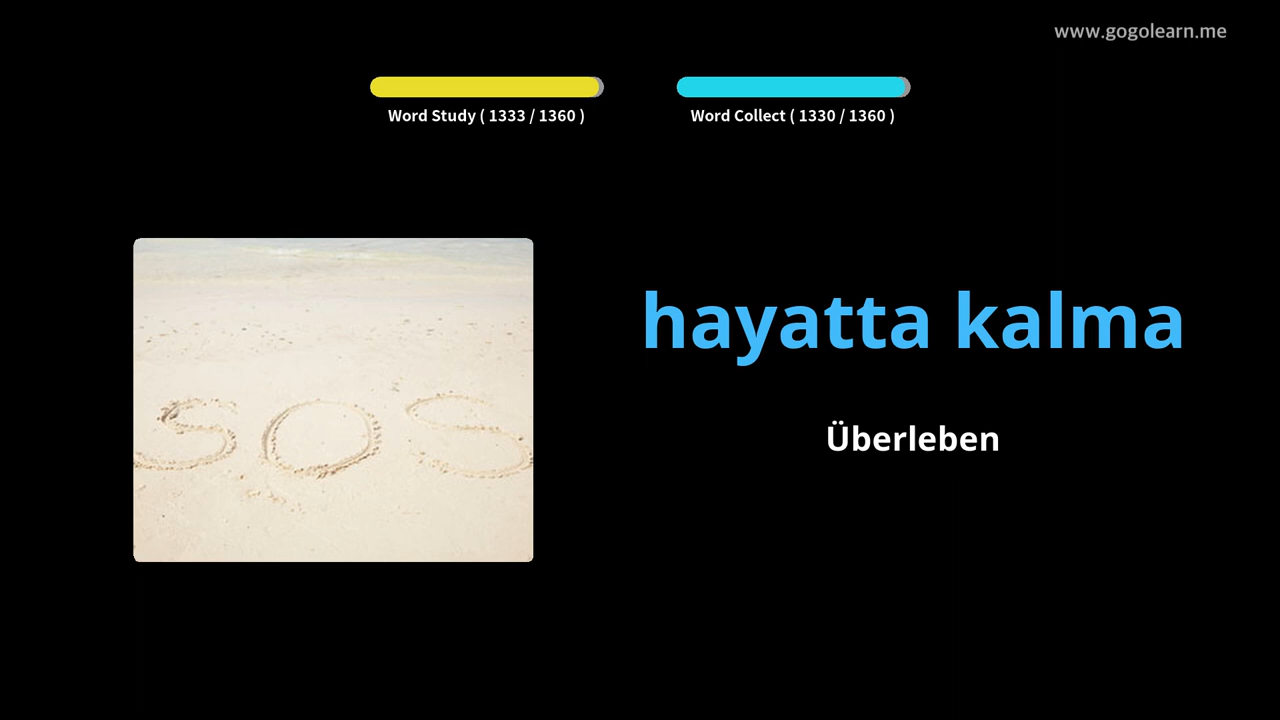 www.gogolearn.me
Word Study ( 1333 / 1360 )
Word Collect ( 1330 / 1360 )
hayatta kalma
Überleben
SOS